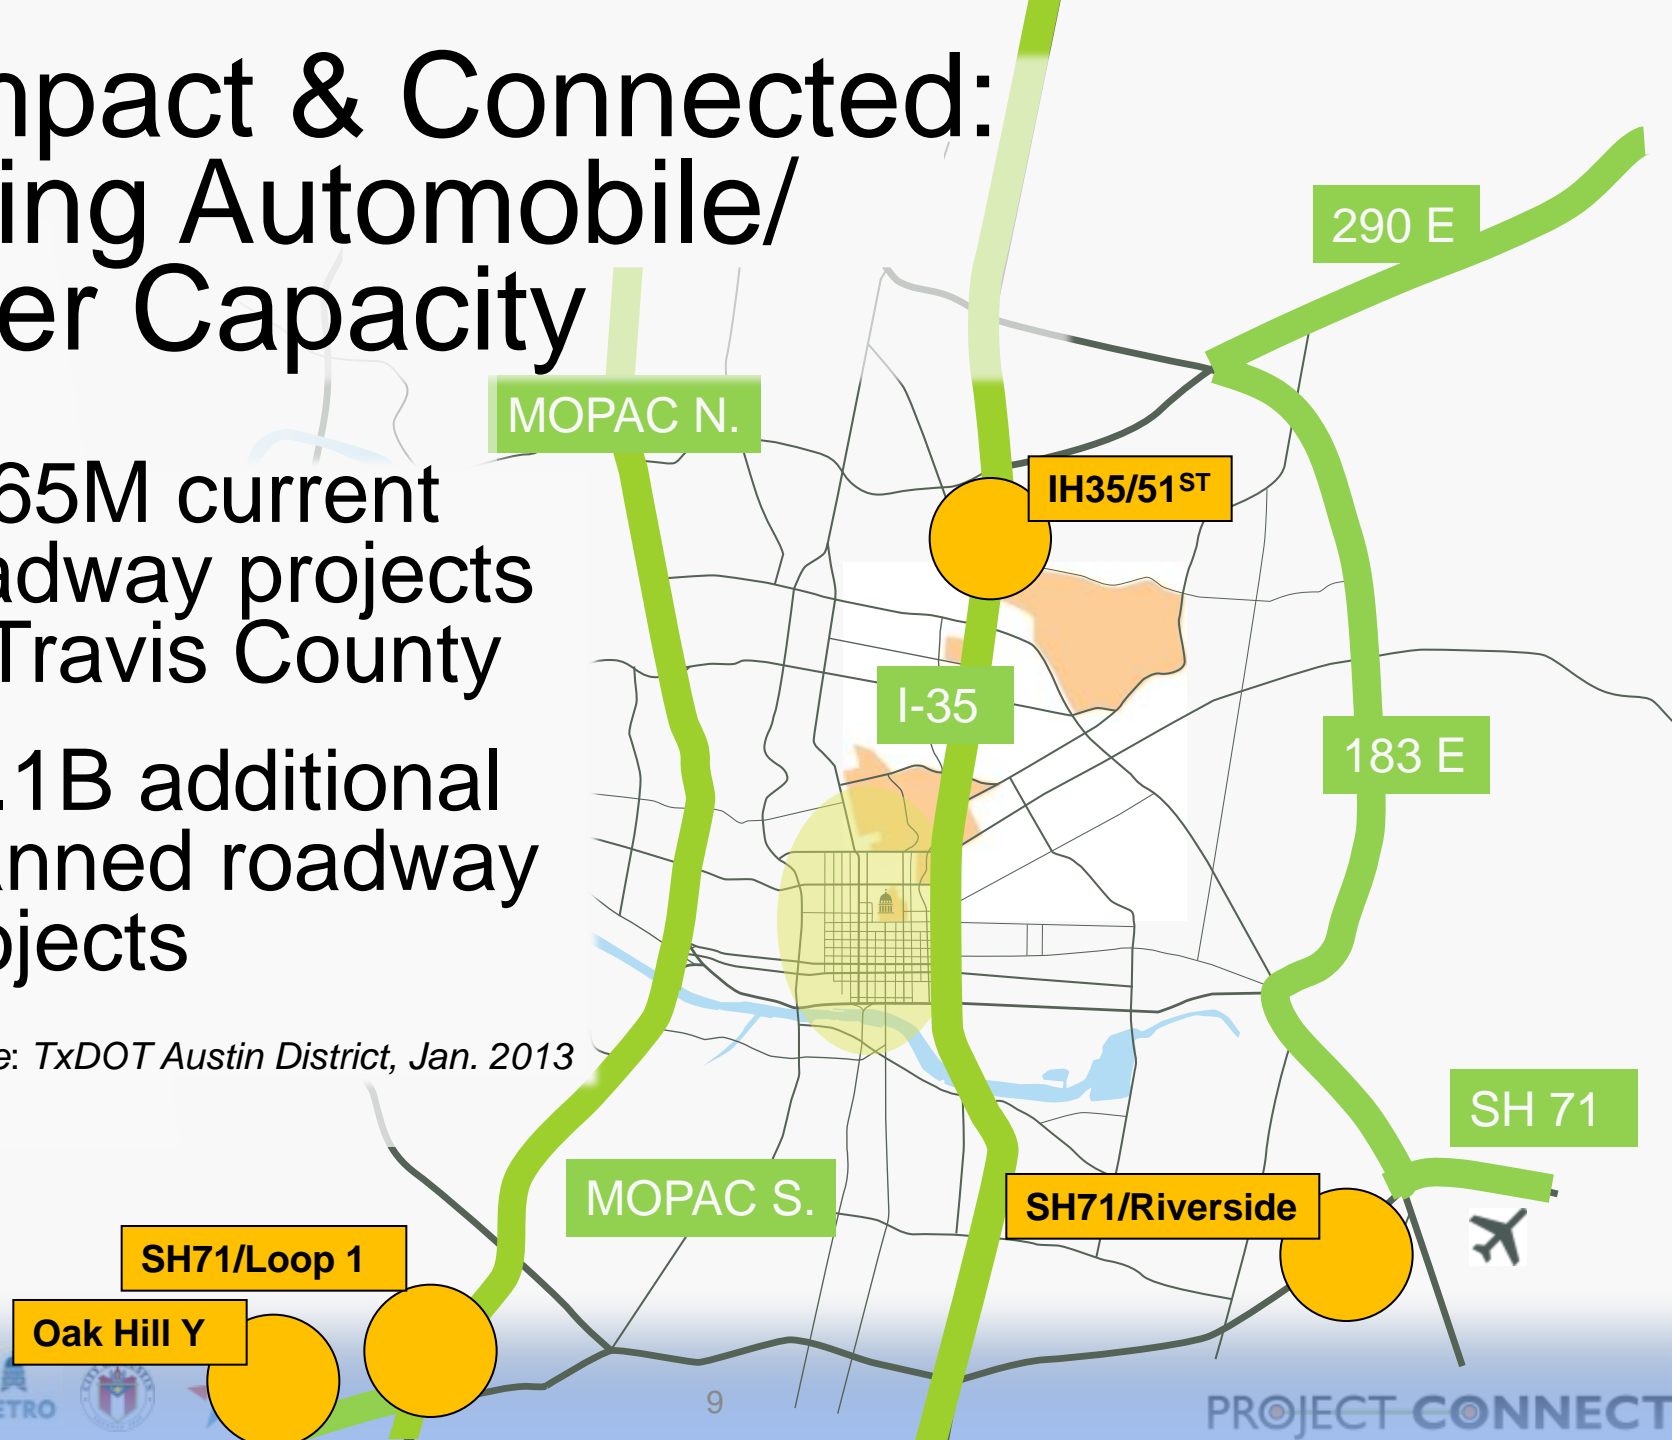 mpact & Connected:
ing Automobile/
er Capacity
290 E
MOPAC N.
65M current
adway projects
Travis County
IH35/51ST
I-35
183 E
.1B additional
nned roadway
ojects
e: TxDOT Austin District, Jan. 2013
SH 71
MOPAC S.
SH71/Riverside
SH71/Loop 1
Oak Hill Y
ETRO
9
PROJECT CONNECT